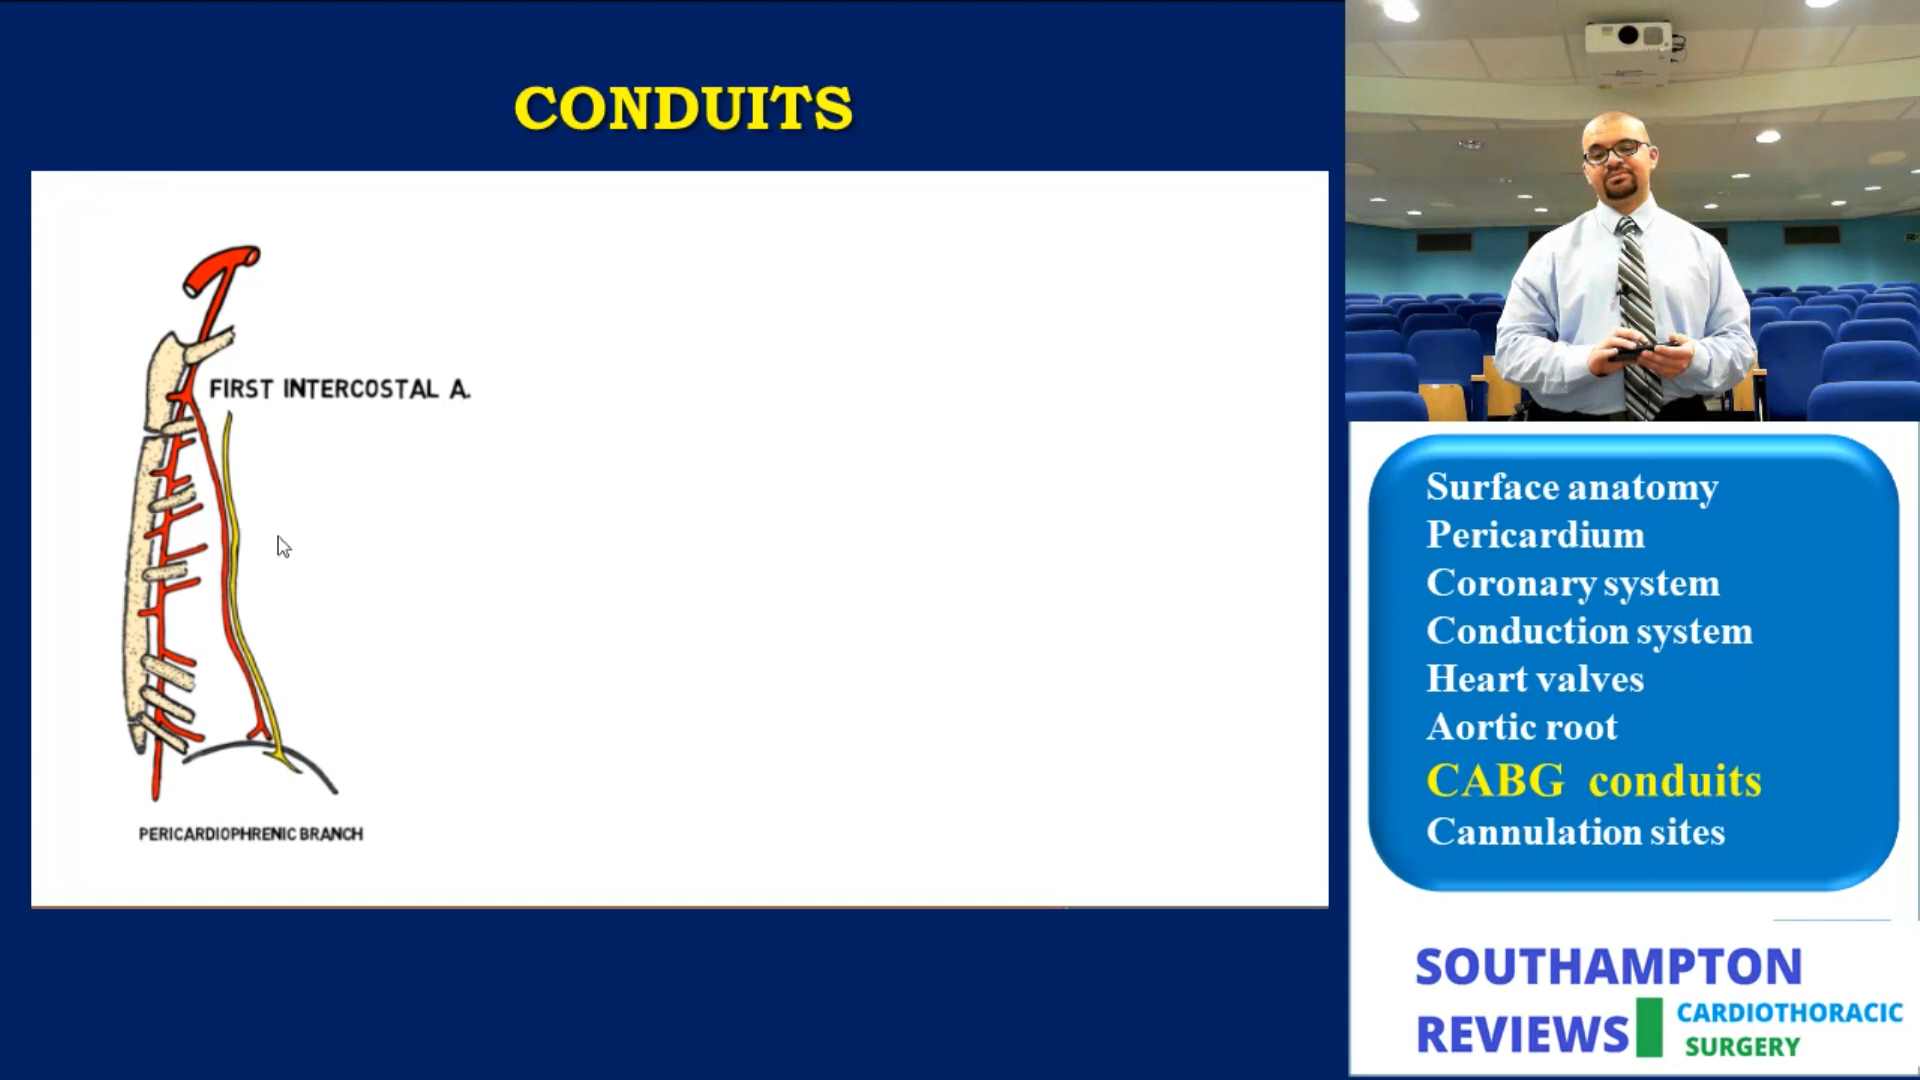 CONDUITS
FIRST INTERCOSTAL A.
PERICARDIOPHRENIC BRANCH
Surface anatomy
Pericardium
Coronary system
Conduction system
Heart valves
Aortic root
CABG conduits
Cannulation sites
SOUTHAMPTON
REVIEWS
CARDIOTHORACIC
SURGERY